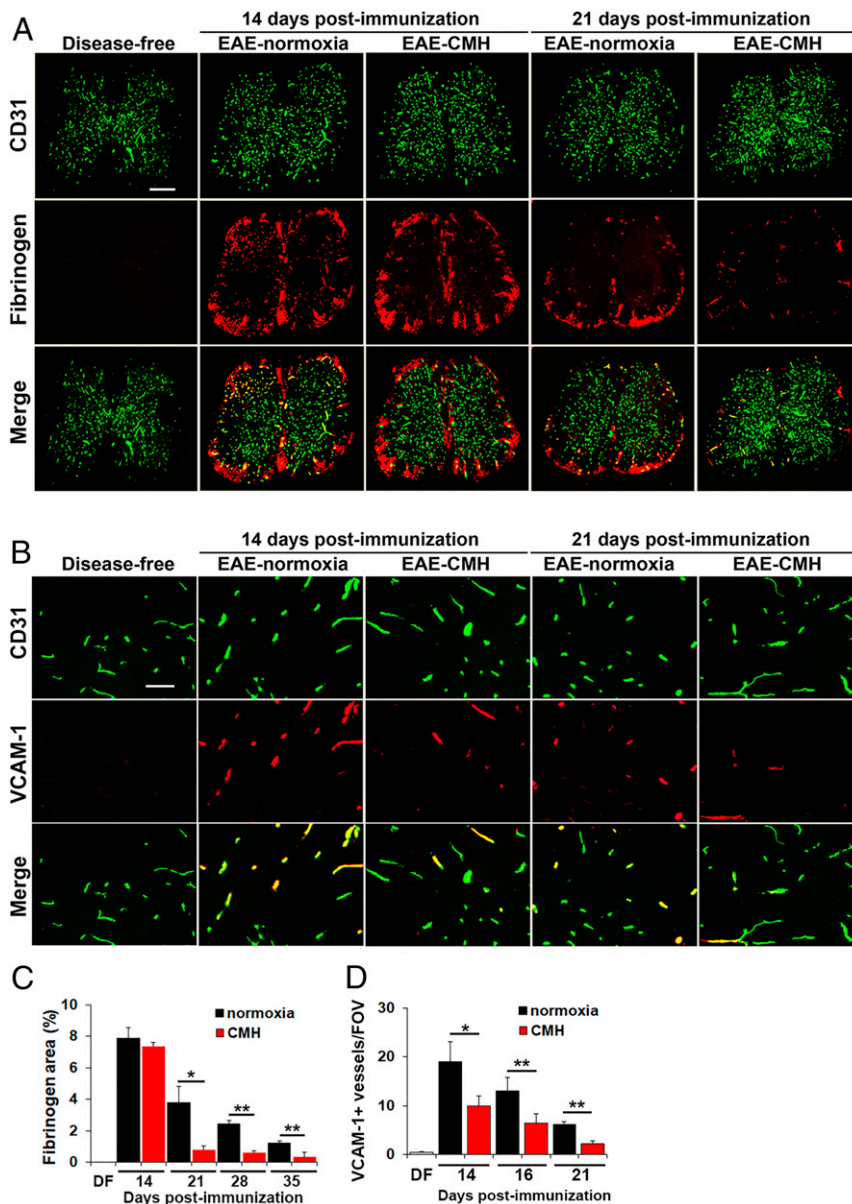 A
14 days post-immunization
21 days post-immunization
Disease-free
EAE-normoxia
EAE-CMH
EAE-normoxia
EAE-CMH
CD31
Fibrinogen
Merge
B
14 days post-immunization
21 days post-immunization
Disease-free
EAE-normoxia
EAE-CMH
EAE-normoxia
EAE-CMH
CD31
VCAM-1
Merge
C
Fibrinogen area (%)
10
8
6
4
2
0
normoxia
CMH
*
**
**
DF 14 21 28 35
Days post-immunization
D
VCAM-1+ vessels/FOV
30
20
10
0
normoxia
CMH
*
**
**
DF 14 16 21
Days post-immunization